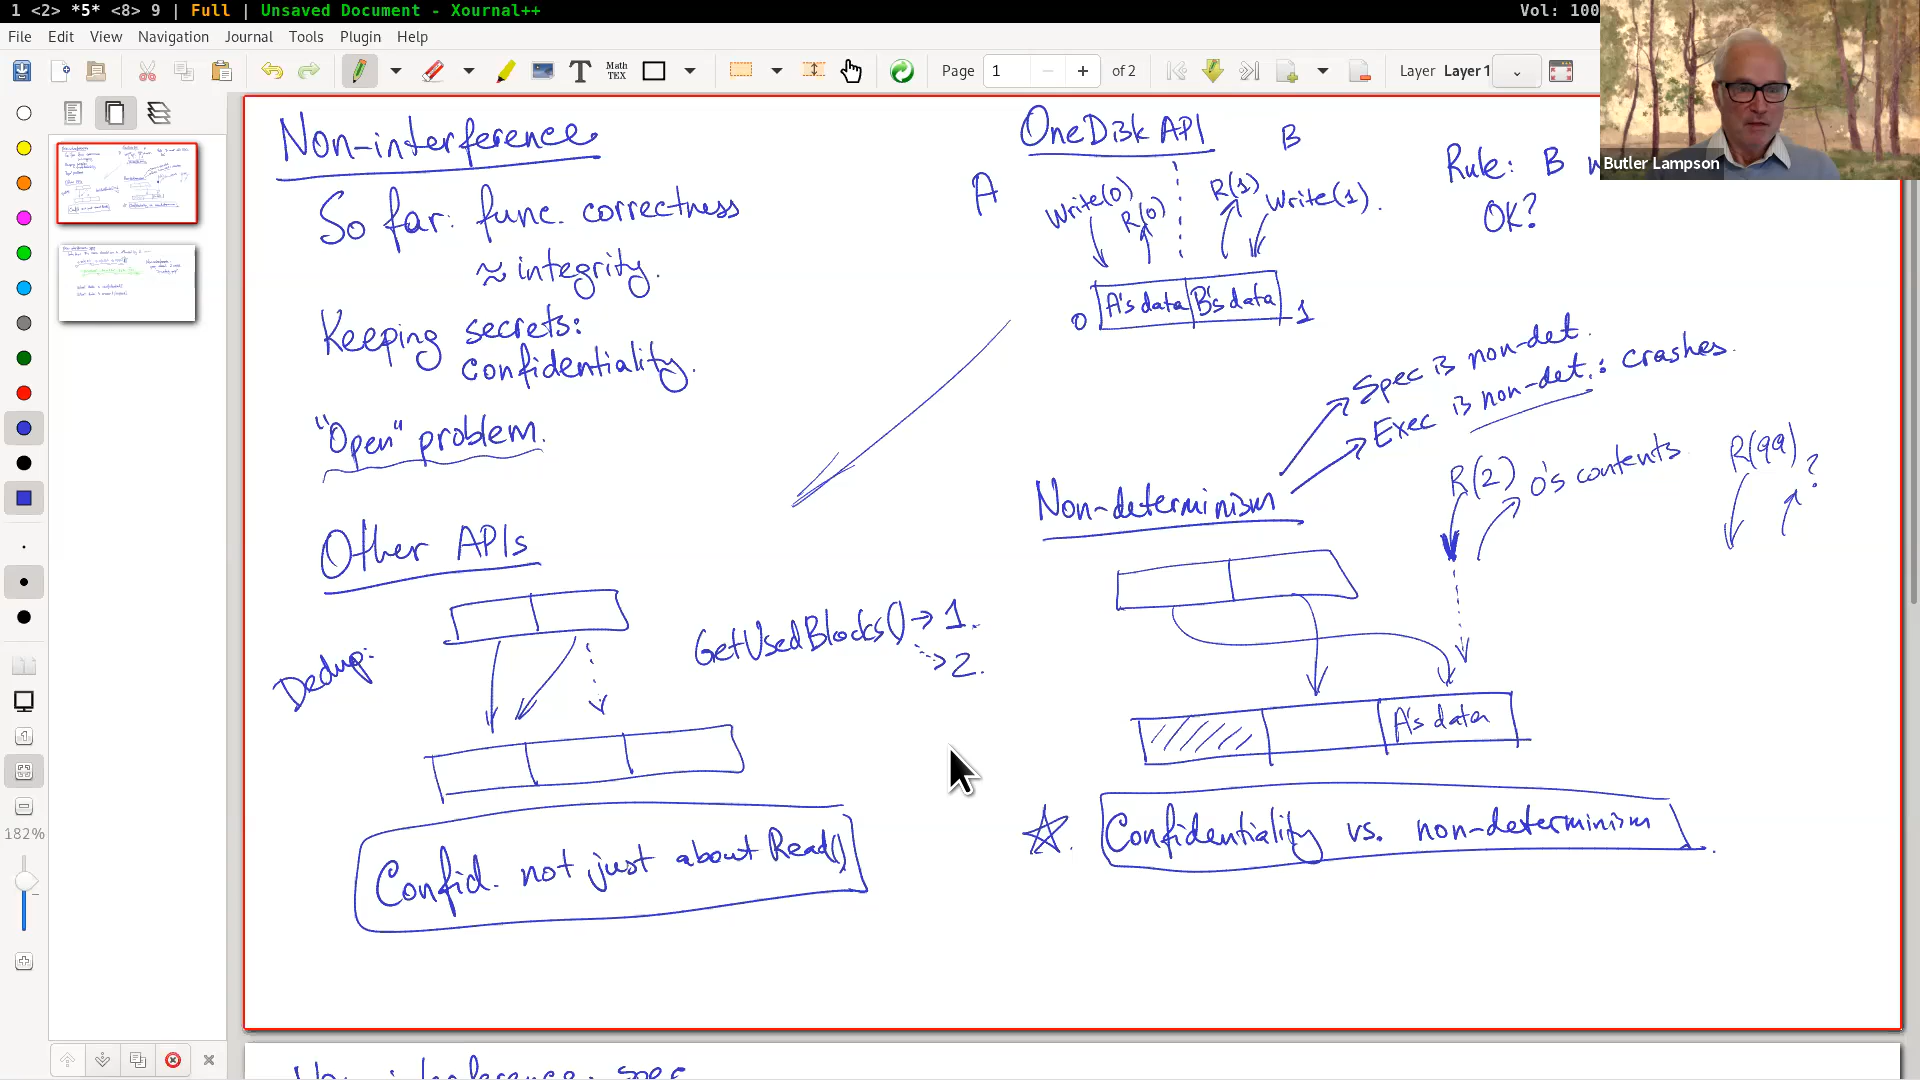 1 <2> *5* <8> 9 | Full | Unsaved Document - Xournal++
Vol: 100
File Edit View Navigation Journal Tools Plugin Help
Math TEX
Page 1 of 2
Layer Layer 1
Butler Lampson
182%
Non-interference
So far: func. correctness
≈ integrity.
Keeping secrets:
confidentiality.
"Open" problem.
OneDisk API
A
B
Write(0)
R(0)
R(1)
Write(1).
0 A's data B's data 1
Rule: B
OK?
Spec is non-det.
Exec is non-det.: crashes.
Non-determinism
R(2) 0's contents
R(99)
?
A's data
☆. Confidentiality vs. non-determinism.
Other APIs
Dedup:
GetUsedBlocks() → 1.
→ 2.
Confid. not just about Read()